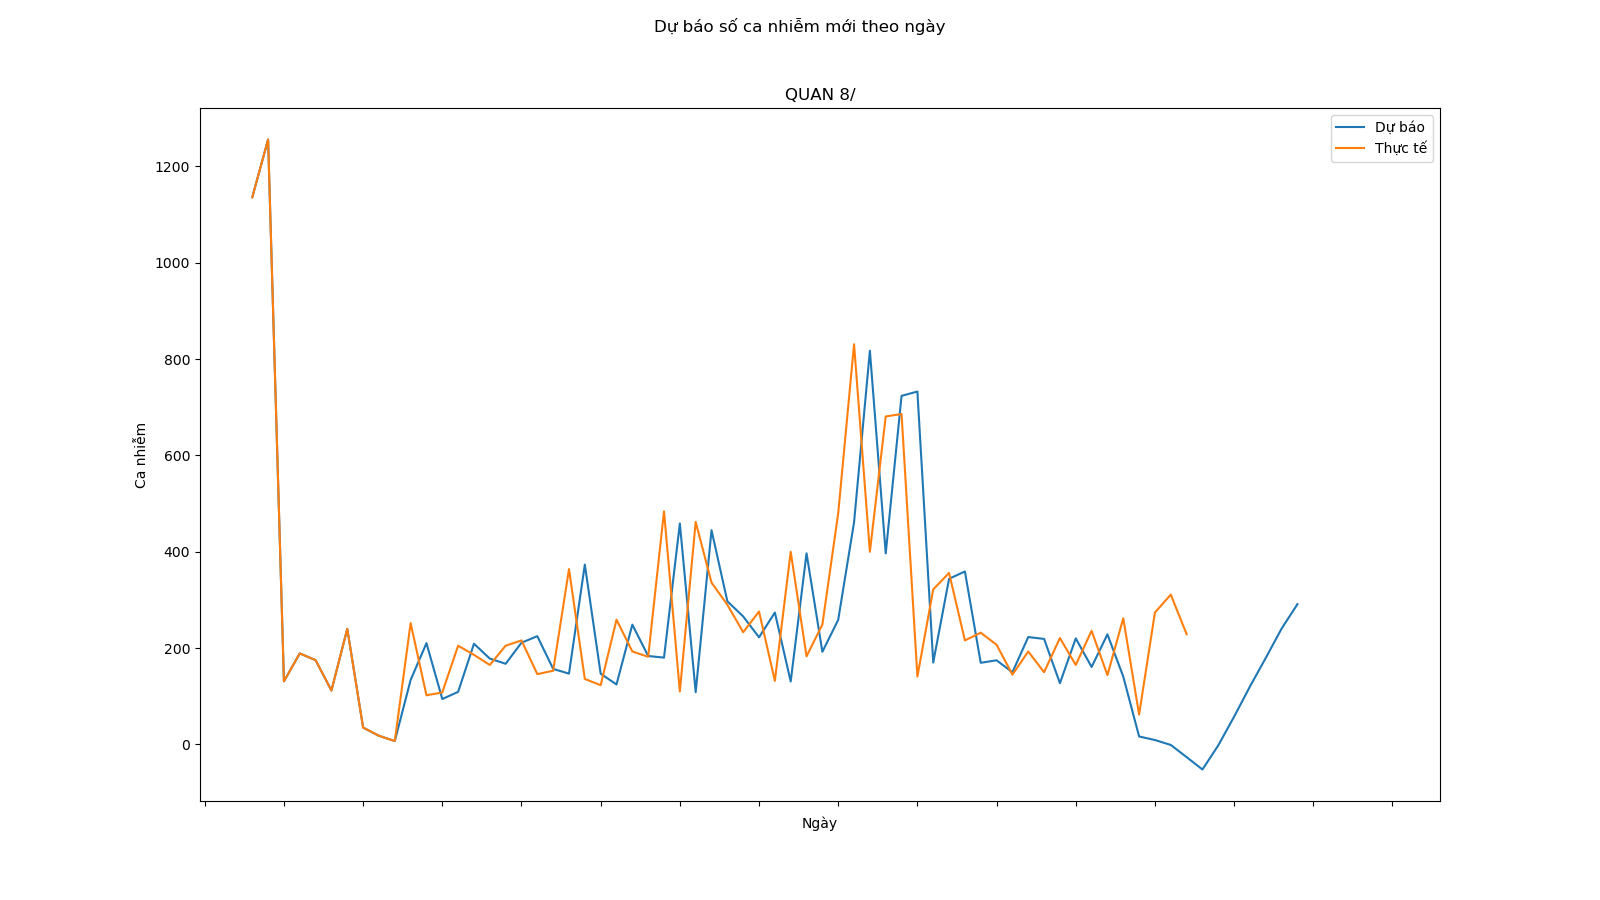 Dự báo số ca nhiễm mới theo ngày
QUAN 8/
Dự báo
Thực tế
1200
1000
800
600
400
200
0
Ca nhiễm
Ngày